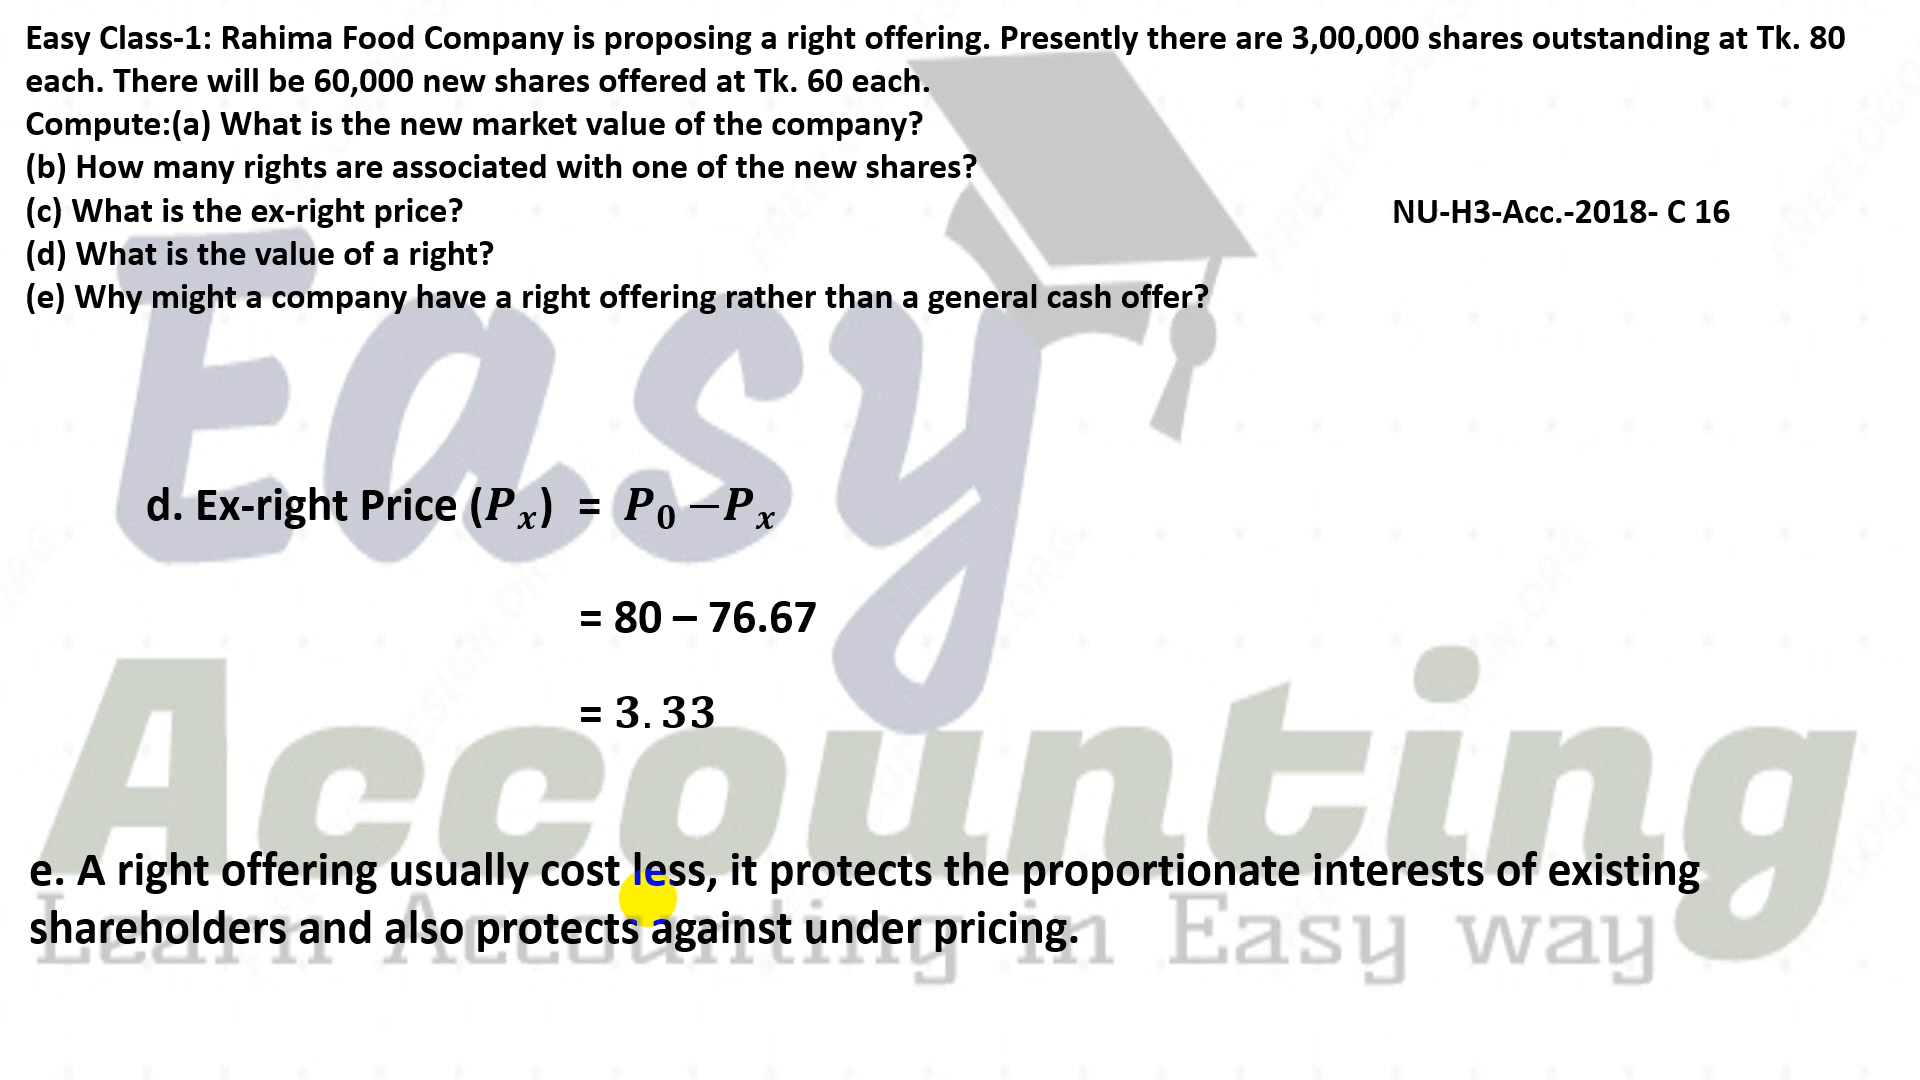 Easy Class-1: Rahima Food Company is proposing a right offering. Presently there are 3,00,000 shares outstanding at Tk. 80
each. There will be 60,000 new shares offered at Tk. 60 each.
Compute:(a) What is the new market value of the company?
(b) How many rights are associated with one of the new shares?
(c) What is the ex-right price?
NU-H3-Acc.-2018- C 16
(d) What is the value of a right?
(e) Why might a company have a right offering rather than a general cash offer?
Easy
d. Ex-right Price (Pₓ) = P₀ −Pₓ
= 80 – 76.67
= 3.33
Accounting
e. A right offering usually cost less, it protects the proportionate interests of existing
shareholders and also protects against under pricing.
Learn Accounting in Easy way